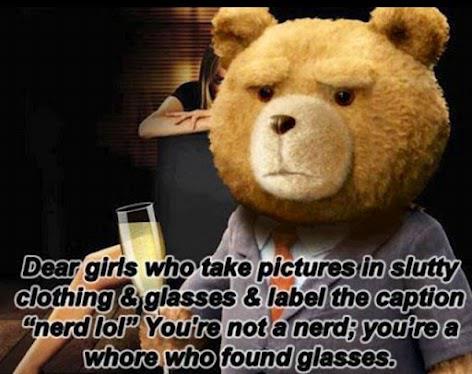 Dear girls who take pictures in slutty
clothing & glasses & label the caption
"nerd lol" You're not a nerd; you're a
whore who found glasses.